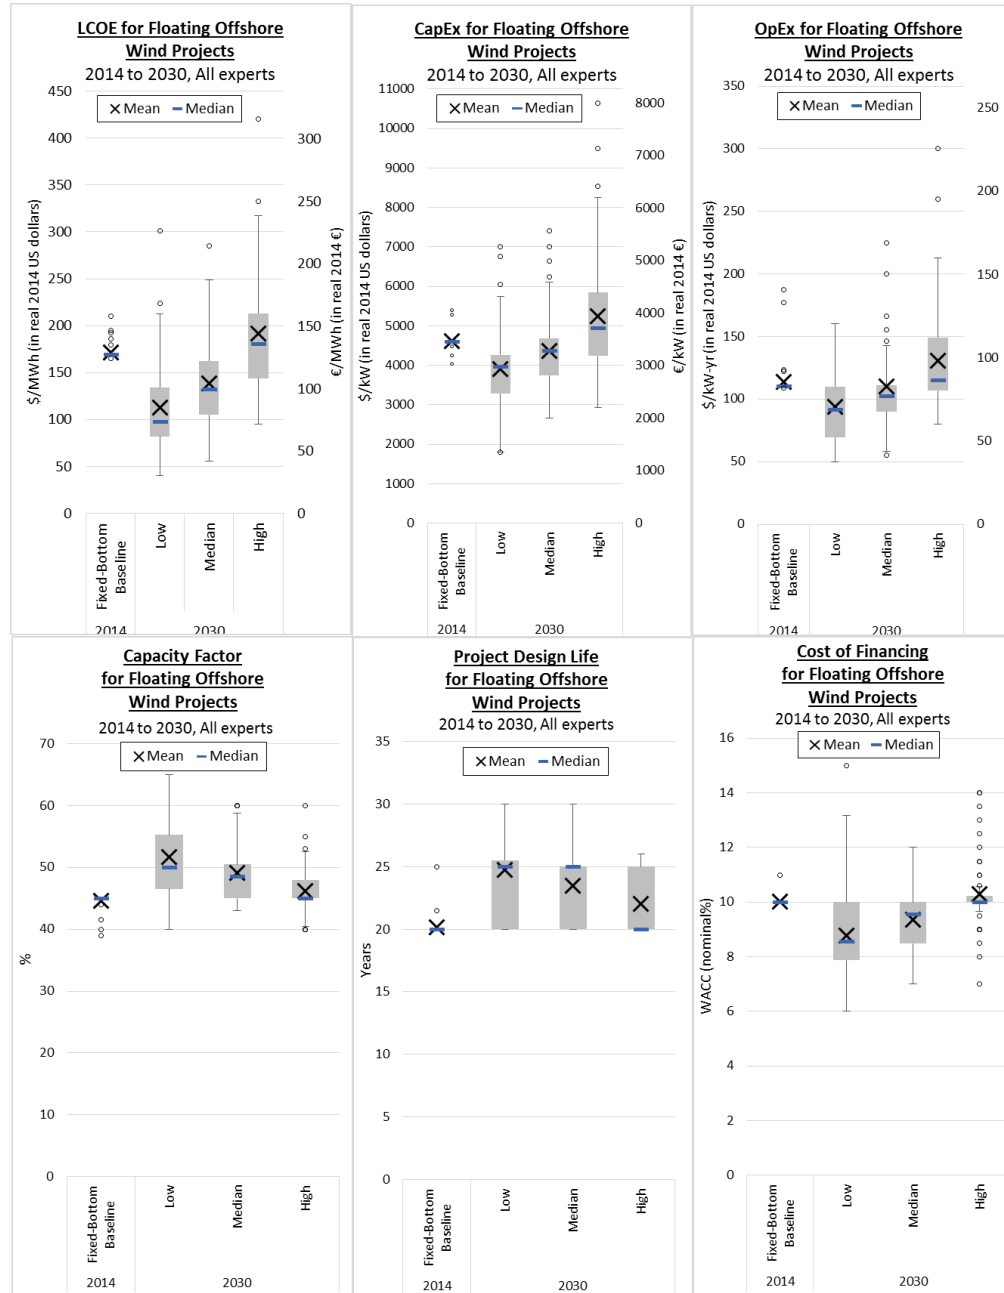 LCOE for Floating Offshore
Wind Projects
2014 to 2030, All experts
Mean Median
$/MWh (in real 2014 US dollars)
450
400
350
300
250
200
150
100
50
0
300
250
200
150
100
50
0
€/MWh (in real 2014 €)
Fixed-Bottom
Baseline
Low
Median
High
2014 2030
CapEx for Floating Offshore
Wind Projects
2014 to 2030, All experts
Mean Median
$/kW (in real 2014 US dollars)
11000
10000
9000
8000
7000
6000
5000
4000
3000
2000
1000
0
8000
7000
6000
5000
4000
3000
2000
1000
0
€/kW (in real 2014 €)
Fixed-Bottom
Baseline
Low
Median
High
2014 2030
OpEx for Floating Offshore
Wind Projects
2014 to 2030, All experts
Mean Median
$/kW-yr (in real 2014 US dollars)
350
300
250
200
150
100
50
0
250
200
150
100
50
0
Fixed-Bottom
Baseline
Low
Median
High
2014 2030
Capacity Factor
for Floating Offshore
Wind Projects
2014 to 2030, All experts
Mean Median
%
70
60
50
40
30
20
10
0
Fixed-Bottom
Baseline
Low
Median
High
2014 2030
Project Design Life
for Floating Offshore
Wind Projects
2014 to 2030, All experts
Mean Median
Years
35
30
25
20
15
10
5
0
Fixed-Bottom
Baseline
Low
Median
High
2014 2030
Cost of Financing
for Floating Offshore
Wind Projects
2014 to 2030, All experts
Mean Median
WACC (nominal%)
16
14
12
10
8
6
4
2
0
Fixed-Bottom
Baseline
Low
Median
High
2014 2030